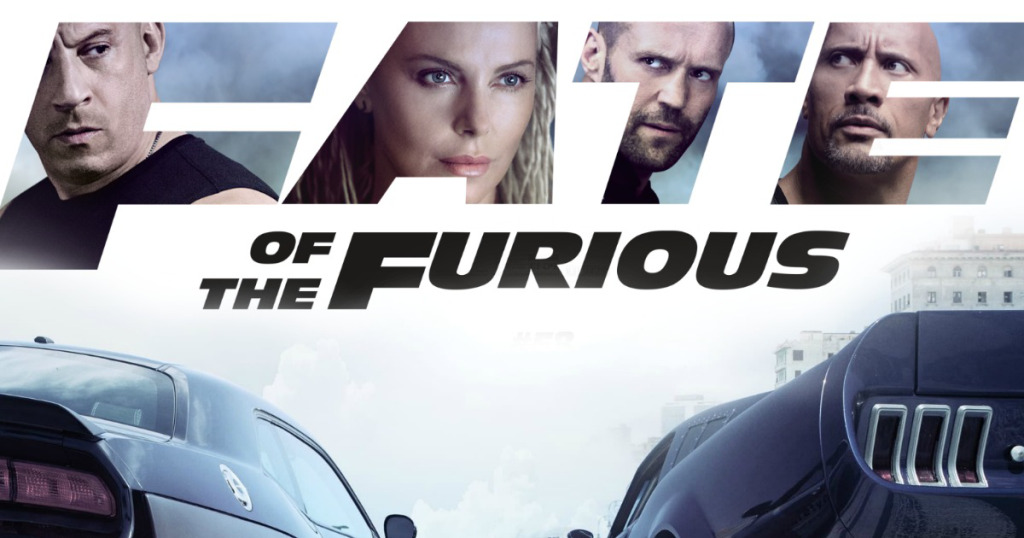 FATE
OF
THE FURIOUS